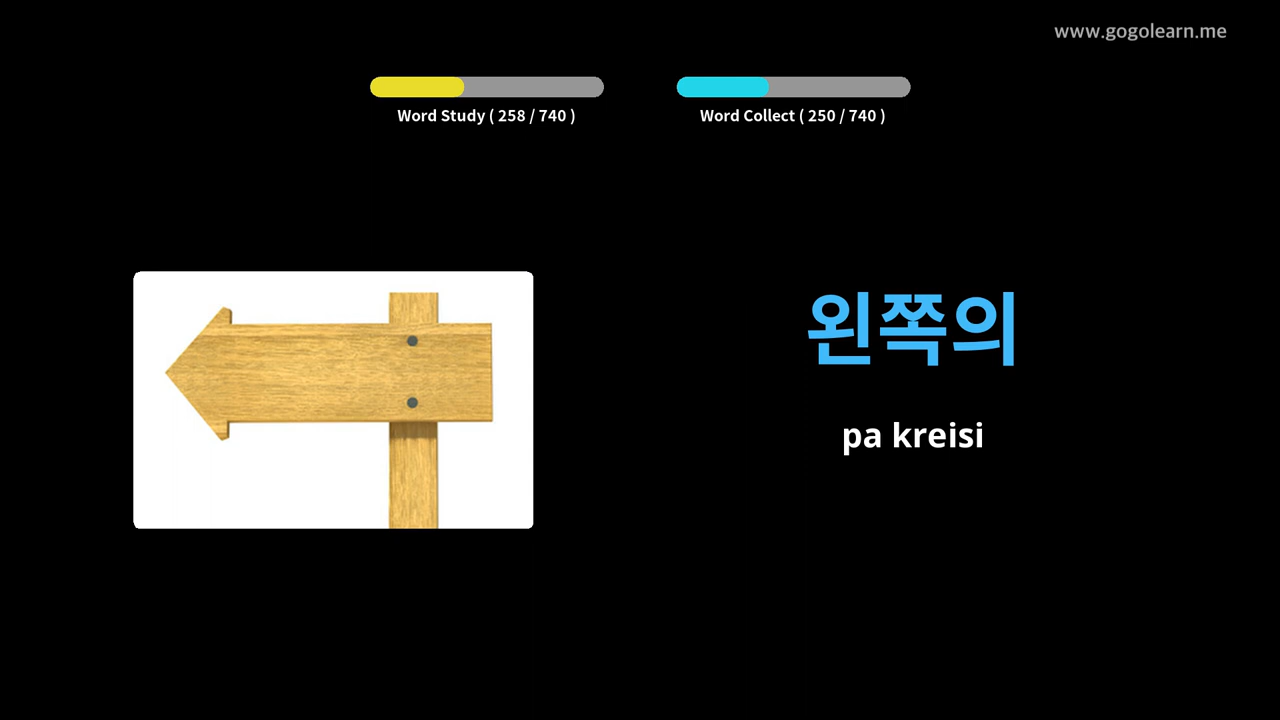 www.gogolearn.me
Word Study ( 258 / 740 )
Word Collect ( 250 / 740 )
왼쪽의
pa kreisi